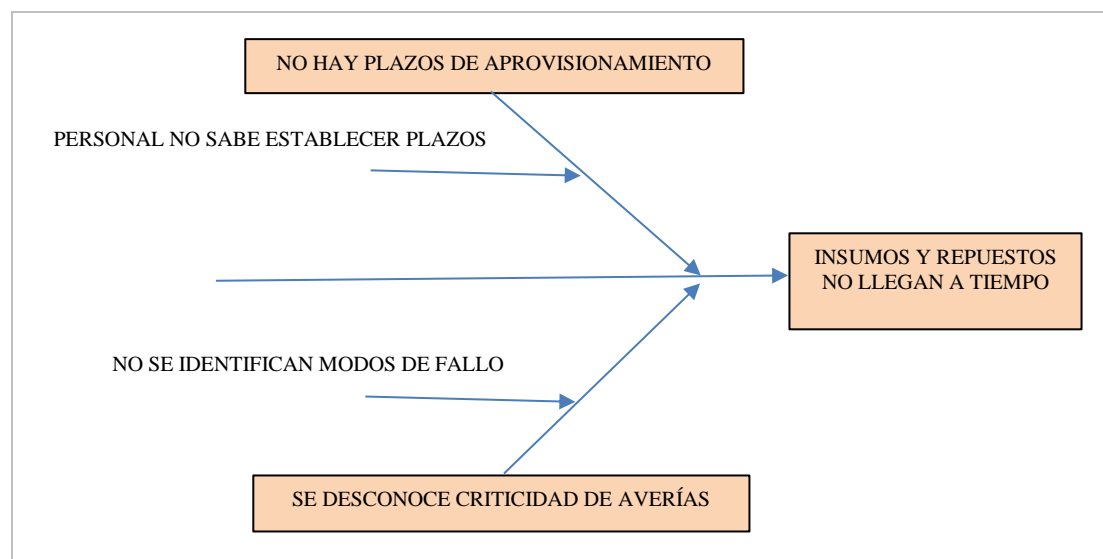 NO HAY PLAZOS DE APROVISIONAMIENTO
PERSONAL NO SABE ESTABLECER PLAZOS
INSUMOS Y REPUESTOS
NO LLEGAN A TIEMPO
NO SE IDENTIFICAN MODOS DE FALLO
SE DESCONOCE CRITICIDAD DE AVERÍAS